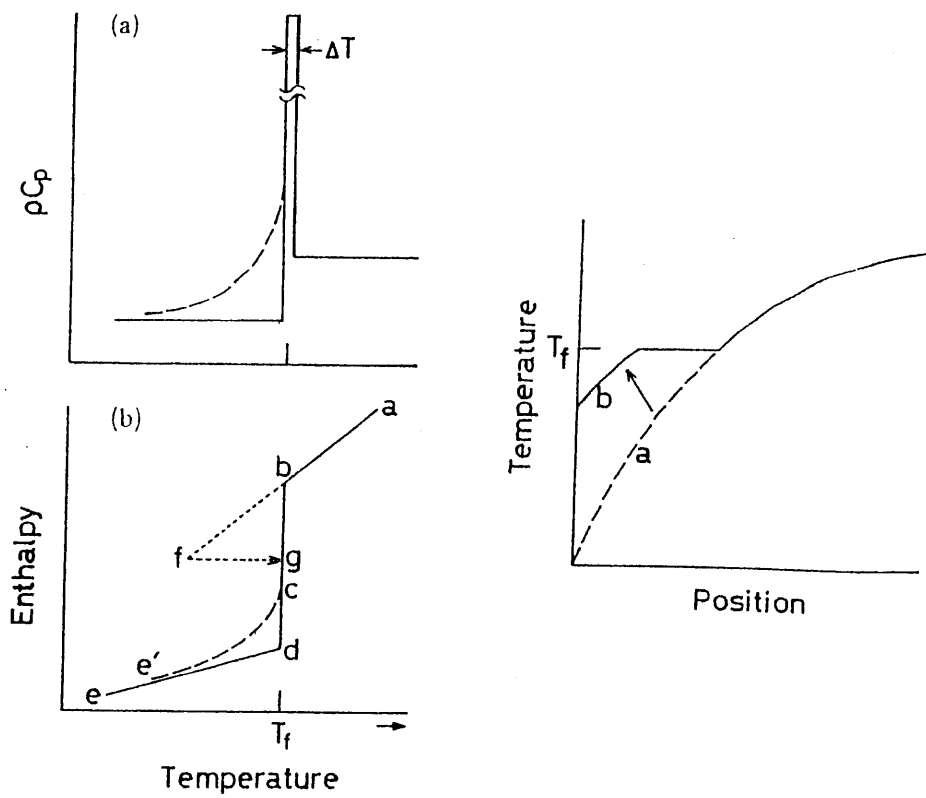 (a)
ΔT
ρCp
(b)
a
b
f
g
c
e'
d
e
Enthalpy
Tf
Temperature
Temperature
Tf
b
a
Position